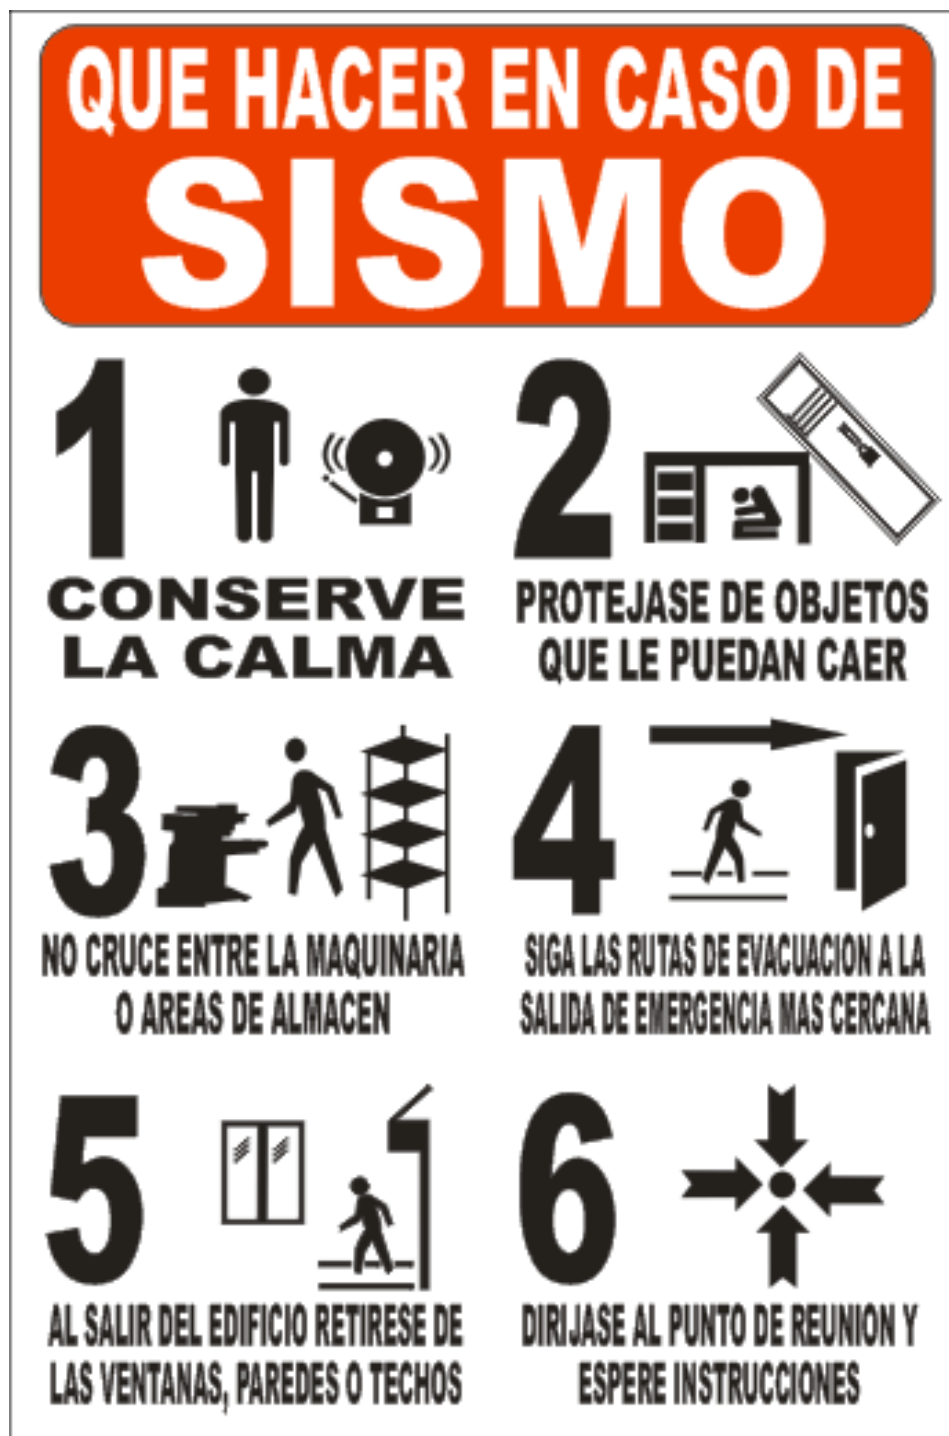 QUE HACER EN CASO DE
SISMO
1
CONSERVE
LA CALMA
2
PROTEJASE DE OBJETOS
QUE LE PUEDAN CAER
3
NO CRUCE ENTRE LA MAQUINARIA
O AREAS DE ALMACEN
4
SIGA LAS RUTAS DE EVACUACION A LA
SALIDA DE EMERGENCIA MAS CERCANA
5
AL SALIR DEL EDIFICIO RETIRESE DE
LAS VENTANAS, PAREDES O TECHOS
6
DIRIJASE AL PUNTO DE REUNION Y
ESPERE INSTRUCCIONES